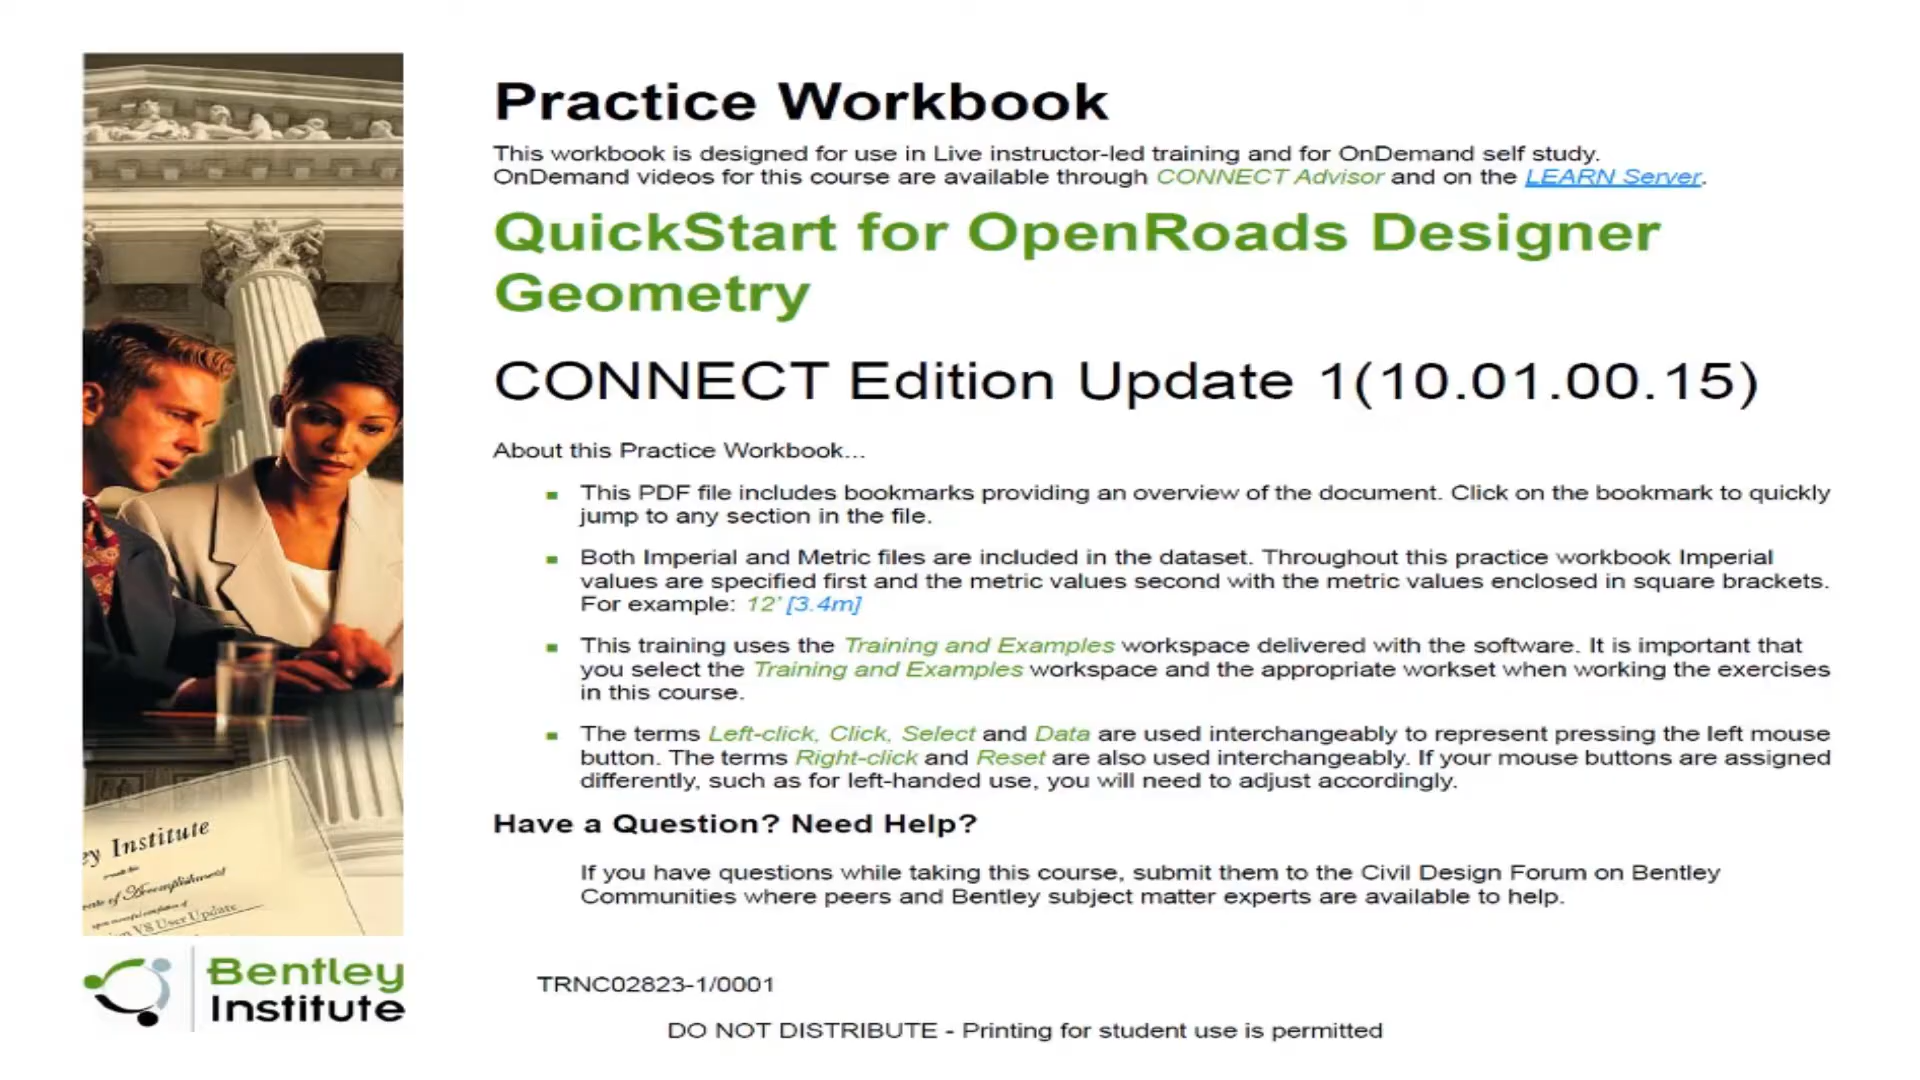 Practice Workbook
This workbook is designed for use in Live instructor-led training and for OnDemand self study.
OnDemand videos for this course are available through CONNECT Advisor and on the LEARN Server.
QuickStart for OpenRoads Designer
Geometry
CONNECT Edition Update 1(10.01.00.15)
About this Practice Workbook...
This PDF file includes bookmarks providing an overview of the document. Click on the bookmark to quickly
jump to any section in the file.
Both Imperial and Metric files are included in the dataset. Throughout this practice workbook Imperial
values are specified first and the metric values second with the metric values enclosed in square brackets.
For example: 12' [3.4m]
This training uses the Training and Examples workspace delivered with the software. It is important that
you select the Training and Examples workspace and the appropriate workset when working the exercises
in this course.
The terms Left-click, Click, Select and Data are used interchangeably to represent pressing the left mouse
button. The terms Right-click and Reset are also used interchangeably. If your mouse buttons are assigned
differently, such as for left-handed use, you will need to adjust accordingly.
Have a Question? Need Help?
If you have questions while taking this course, submit them to the Civil Design Forum on Bentley
Communities where peers and Bentley subject matter experts are available to help.
TRNC02823-1/0001
DO NOT DISTRIBUTE - Printing for student use is permitted
ey Institute
of Accomplishment
V8 User Update
Bentley
Institute